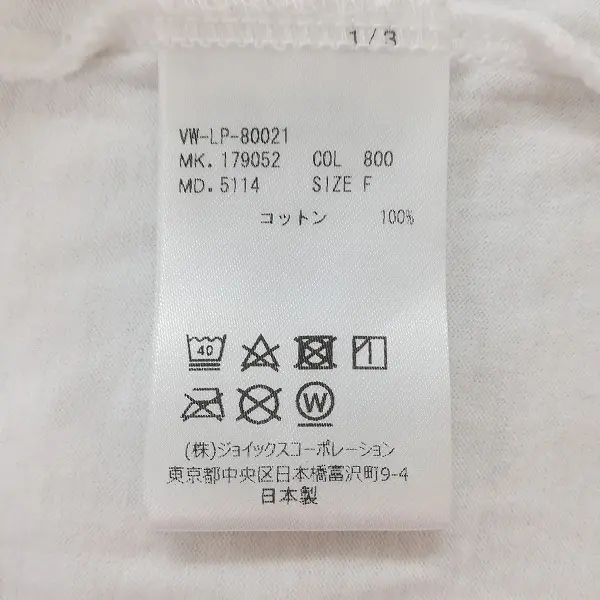 1/3
VW-LP-80021
MK. 179052 COL 800
MD. 5114 SIZE F
コットン 100%
40
W
(株)ジョイックスコーポレーション
東京都中央区日本橋富沢町9-4
日本製